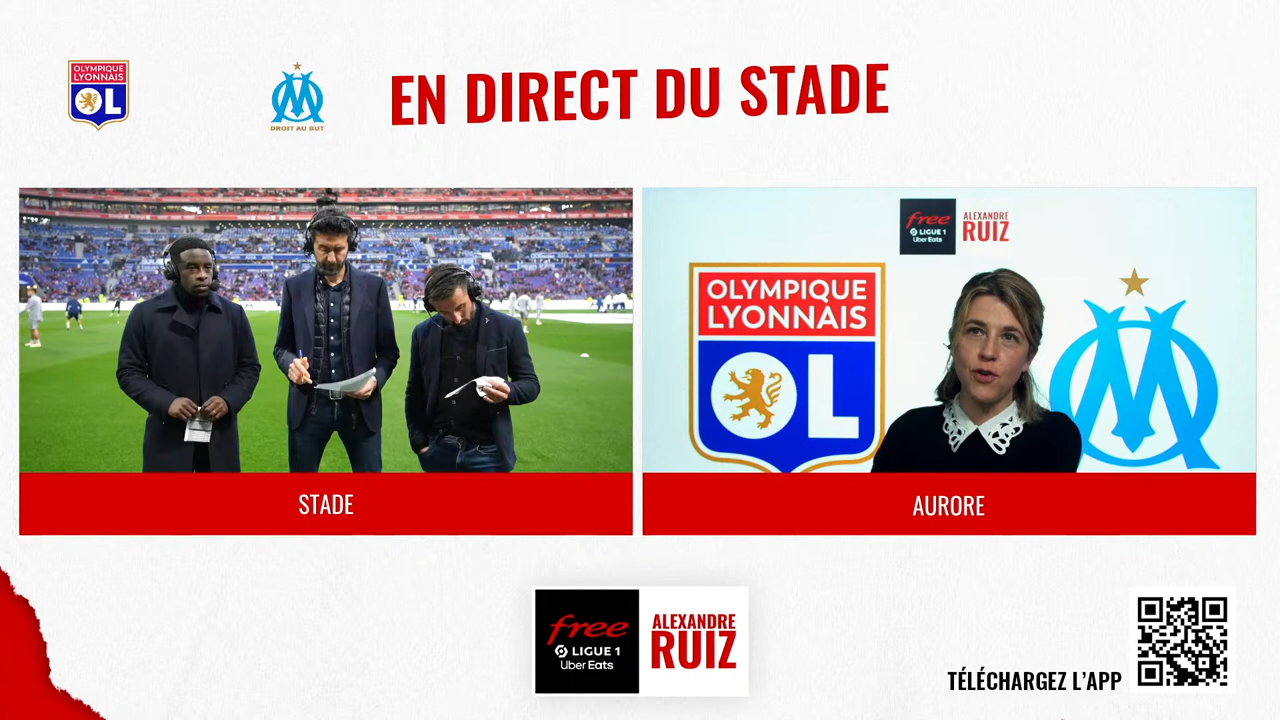 OLYMPIQUE
LYONNAIS
OL
DROIT AU BUT
EN DIRECT DU STADE
free
LIGUE 1
Uber Eats
ALEXANDRE
RUIZ
OLYMPIQUE
LYONNAIS
OL
STADE
AURORE
free
LIGUE 1
Uber Eats
ALEXANDRE
RUIZ
TÉLÉCHARGEZ L'APP